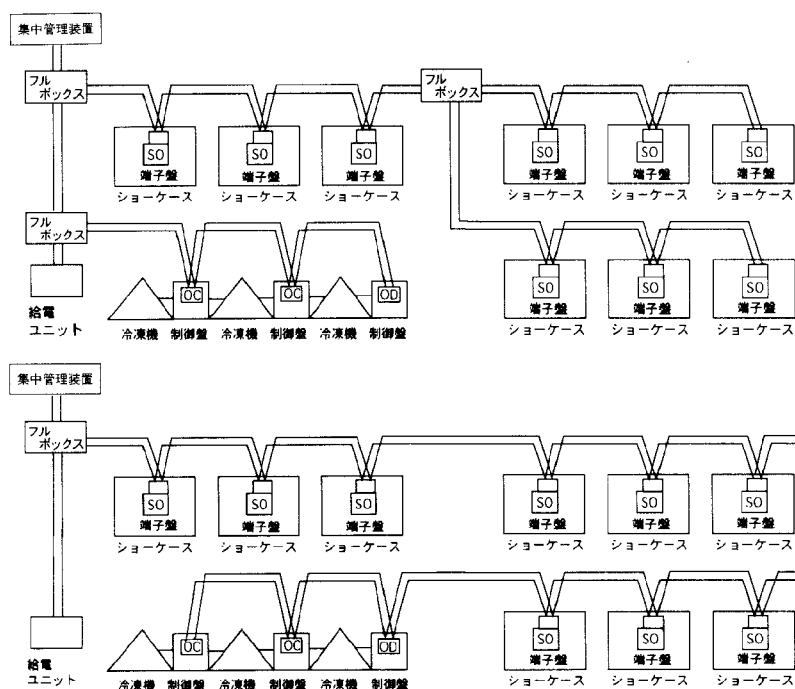 集中管理装置
フル
ボックス
フル
ボックス
SO
SO
SO
SO
SO
SO
端子盤
端子盤
端子盤
端子盤
端子盤
端子盤
ショーケース
ショーケース
ショーケース
ショーケース
ショーケース
ショーケース
フル
ボックス
OC
OC
OD
SO
SO
SO
端子盤
端子盤
端子盤
給電
ユニット
冷凍機
制御盤
冷凍機
制御盤
冷凍機
制御盤
ショーケース
ショーケース
ショーケース
集中管理装置
フル
ボックス
SO
SO
SO
SO
SO
SO
端子盤
端子盤
端子盤
端子盤
端子盤
端子盤
ショーケース
ショーケース
ショーケース
ショーケース
ショーケース
ショーケース
OC
OC
OD
SO
SO
SO
端子盤
端子盤
端子盤
給電
ユニット
冷凍機
制御盤
冷凍機
制御盤
冷凍機
制御盤
ショーケース
ショーケース
ショーケース